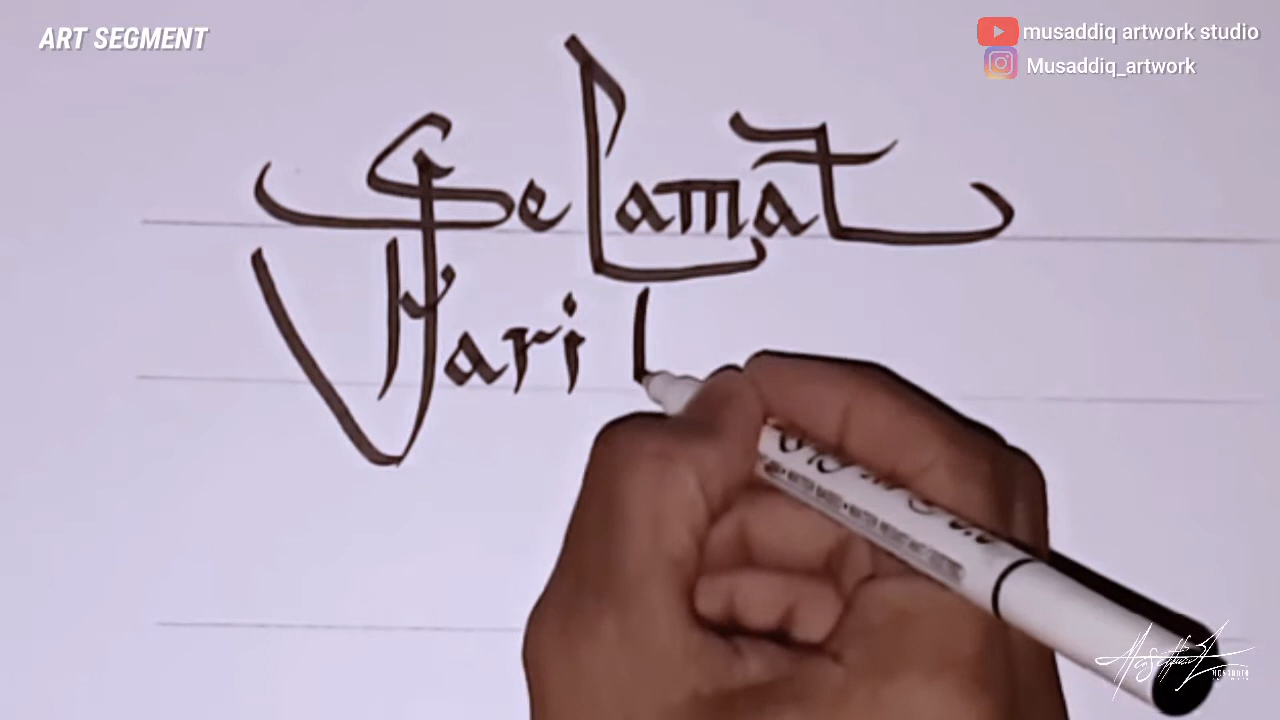 ART SEGMENT
musaddiq artwork studio
Musaddiq_artwork
Selamat
Hari